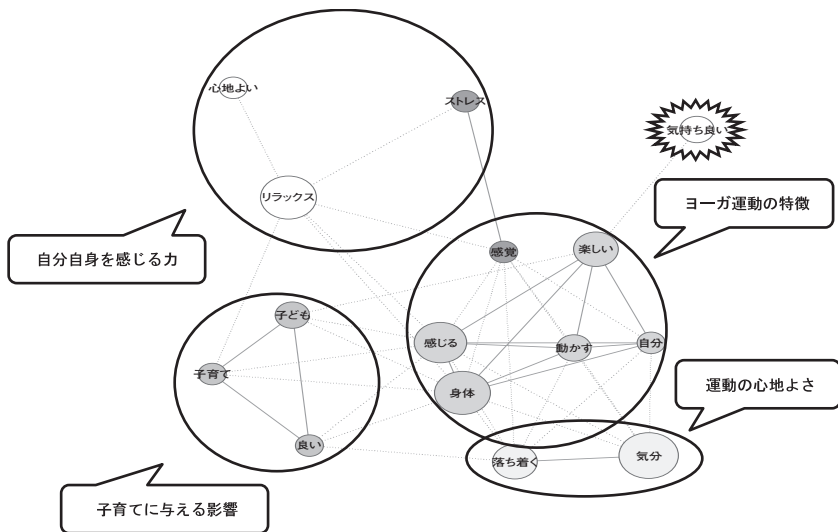 心地よい
ストレス
気持ち良い
リラックス
ヨーガ運動の特徴
自分自身を感じる力
感覚
楽しい
子ども
感じる
動かす
自分
子育て
身体
運動の心地よさ
良い
落ち着く
気分
子育てに与える影響